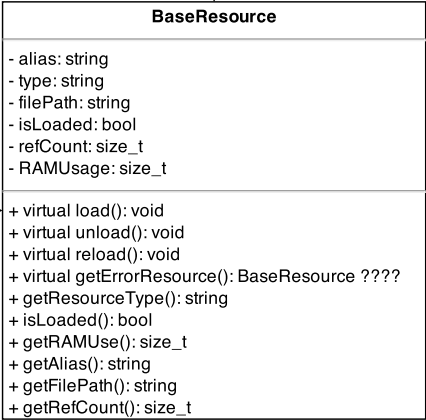 BaseResource
- alias: string
- type: string
- filePath: string
- isLoaded: bool
- refCount: size_t
- RAMUsage: size_t
+ virtual load(): void
+ virtual unload(): void
+ virtual reload(): void
+ virtual getErrorResource(): BaseResource ????
+ getResourceType(): string
+ isLoaded(): bool
+ getRAMUse(): size_t
+ getAlias(): string
+ getFilePath(): string
+ getRefCount(): size_t